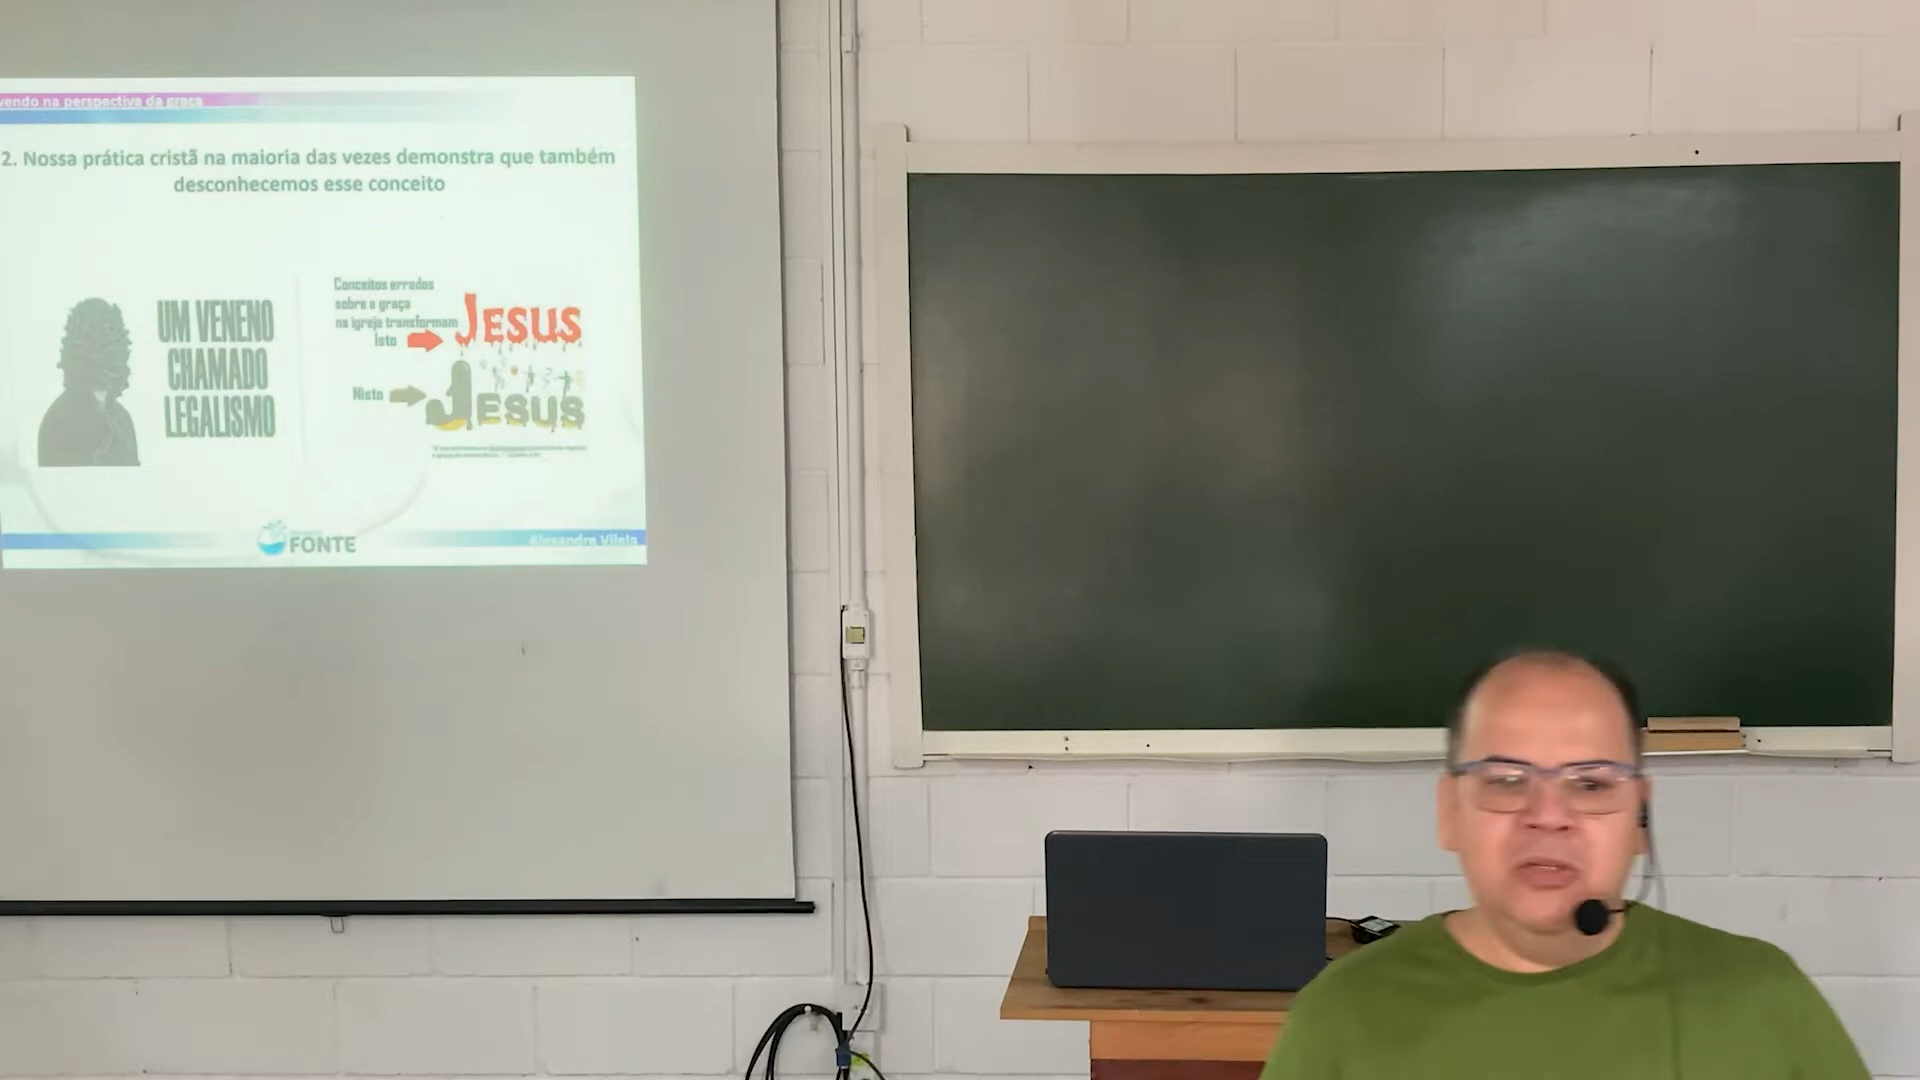 vendo na perspectiva da graça
2. Nossa prática cristã na maioria das vezes demonstra que também
desconhecemos esse conceito
UM VENENO
CHAMADO
LEGALISMO
Conceitos errados
sobre a graça
na igreja transformam
Isto
JESUS
Nisto
JESUS
FONTE
Alexandre Vilela